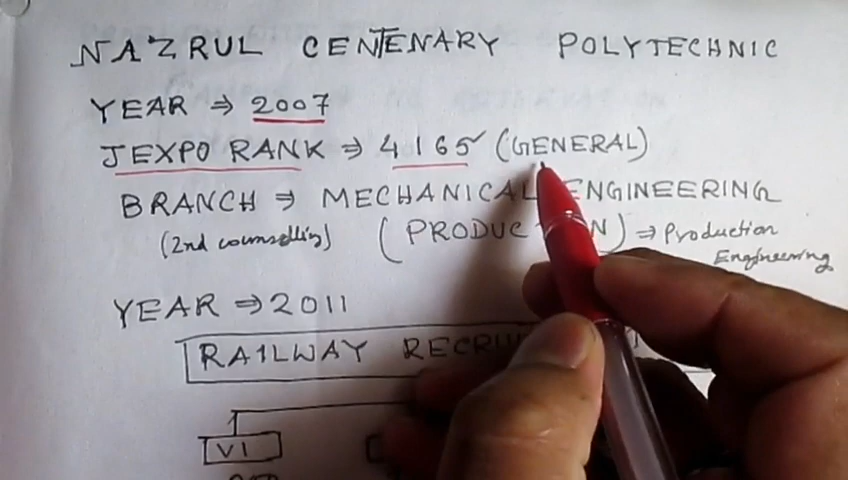 NAZRUL CENTENARY POLYTECHNIC
YEAR ⇒ 2007
JEXPO RANK ⇒ 4165 (GENERAL)
BRANCH ⇒ MECHANICAL ENGINEERING
(2nd counselling) (PRODUC N) ⇒ Production
Engineering
YEAR ⇒ 2011
RAILWAY RECRU
V1